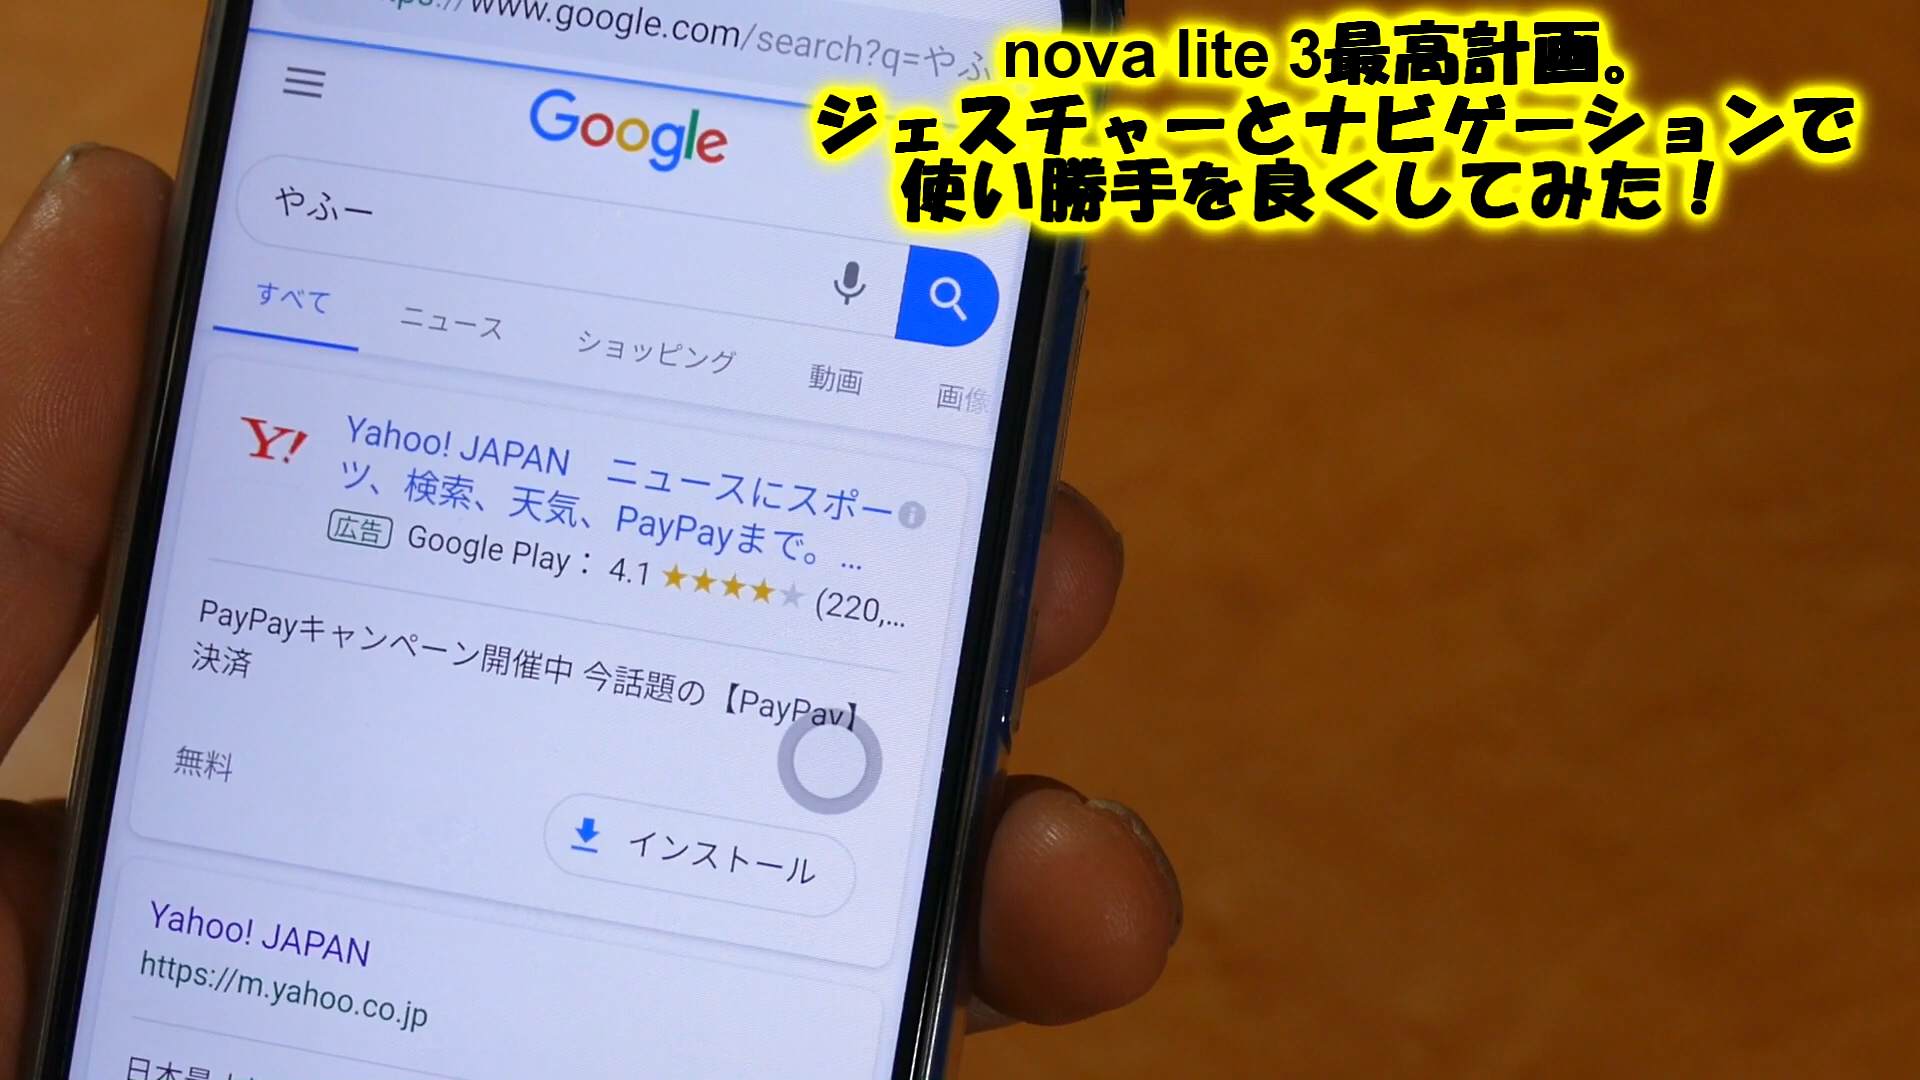 nova lite 3最高計画。
ジェスチャーとナビゲーションで
使い勝手を良くしてみた！
://www.google.com/search?q=やふ
Google
やふー
すべて ニュース ショッピング 動画 画像
Y!
Yahoo! JAPAN ニュースにスポー
ツ、検索、天気、PayPayまで。 ...
広告 Google Play： 4.1 ★★★★★ (220,...
PayPayキャンペーン開催中 今話題の【PayPay】
決済
無料
インストール
Yahoo! JAPAN
https://m.yahoo.co.jp